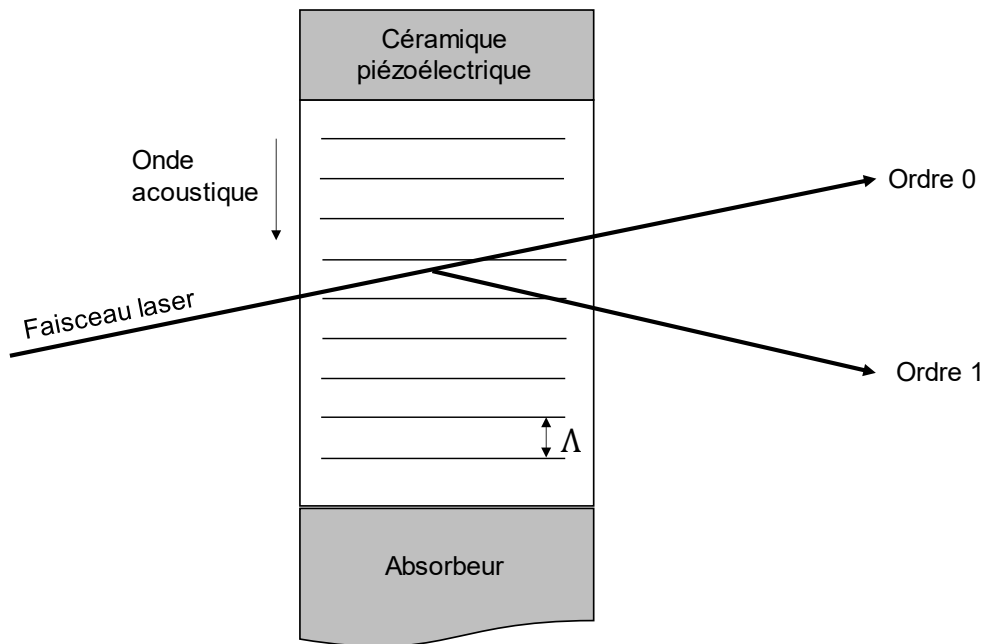 Céramique
piézoélectrique
Onde
acoustique
Ordre 0
Faisceau laser
Ordre 1
Λ
Absorbeur